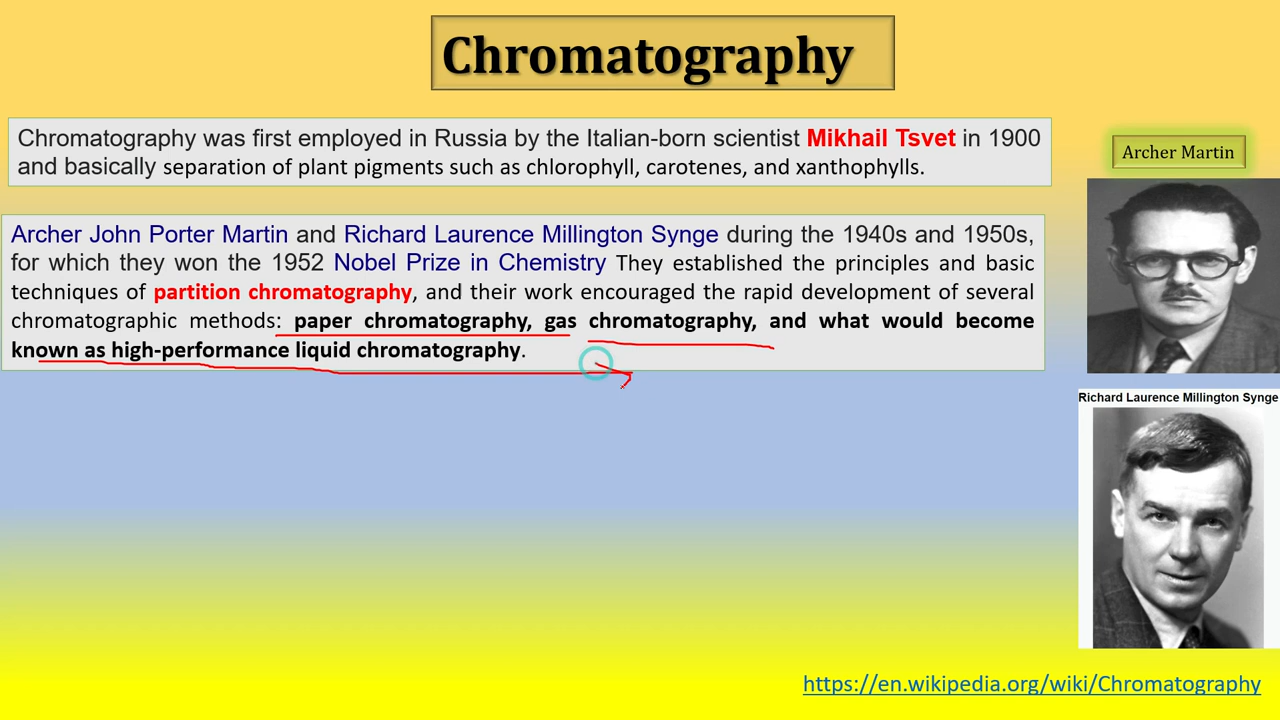 Chromatography
Chromatography was first employed in Russia by the Italian-born scientist Mikhail Tsvet in 1900
and basically separation of plant pigments such as chlorophyll, carotenes, and xanthophylls.
Archer John Porter Martin and Richard Laurence Millington Synge during the 1940s and 1950s,
for which they won the 1952 Nobel Prize in Chemistry They established the principles and basic
techniques of partition chromatography, and their work encouraged the rapid development of several
chromatographic methods: paper chromatography, gas chromatography, and what would become
known as high-performance liquid chromatography.
Archer Martin
Richard Laurence Millington Synge
https://en.wikipedia.org/wiki/Chromatography